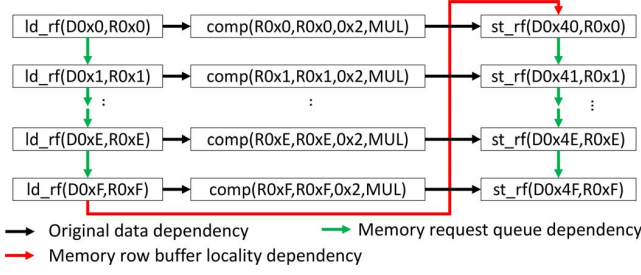 ld_rf(D0x0,R0x0) comp(R0x0,R0x0,0x2,MUL) st_rf(D0x40,R0x0)
ld_rf(D0x1,R0x1) comp(R0x1,R0x1,0x2,MUL) st_rf(D0x41,R0x1)
: : ...
ld_rf(D0xE,R0xE) comp(R0xE,R0xE,0x2,MUL) st_rf(D0x4E,R0xE)
ld_rf(D0xF,R0xF) comp(R0xF,R0xF,0x2,MUL) st_rf(D0x4F,R0xF)
Original data dependency Memory request queue dependency
Memory row buffer locality dependency